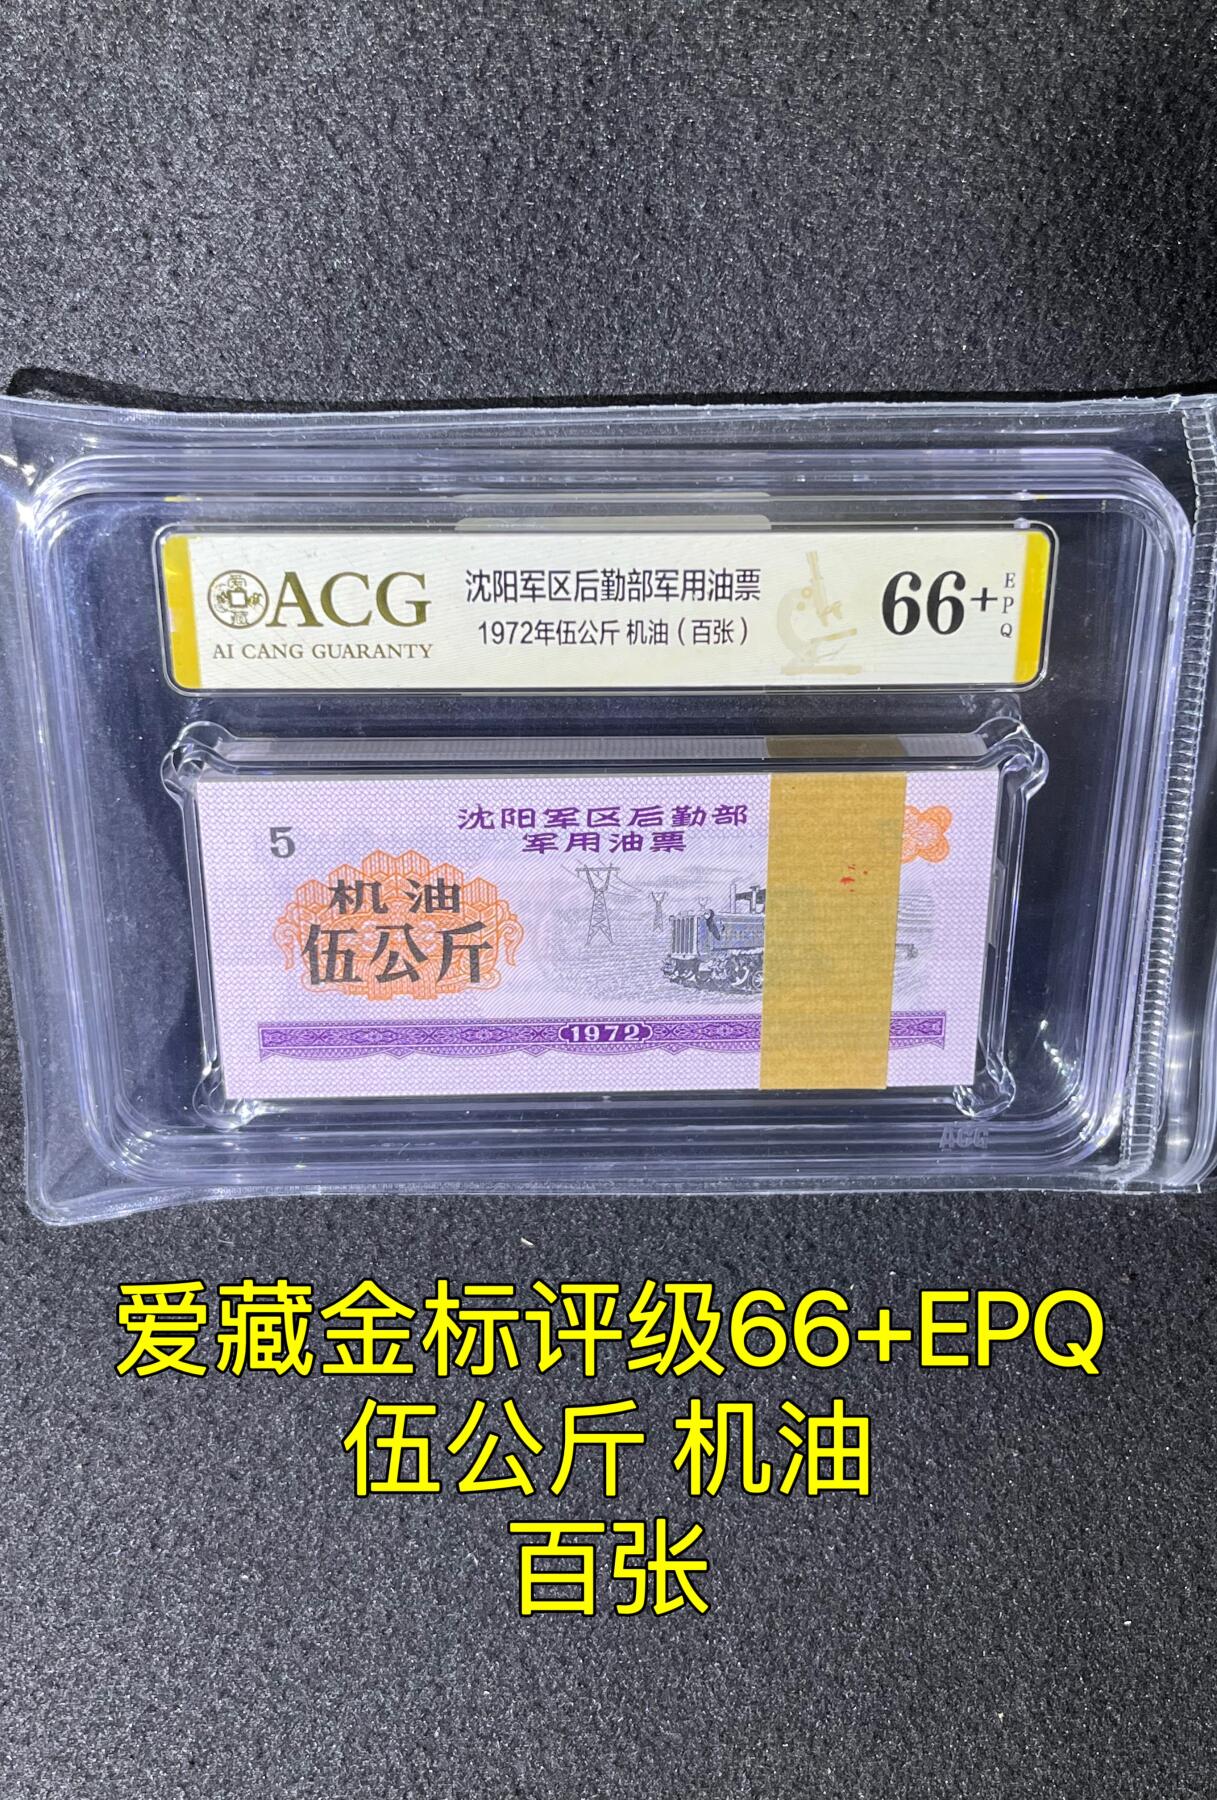 ACG
AI CANG GUARANTY
沈阳军区后勤部军用油票
1972年伍公斤 机油（百张）
66+
EPQ
沈阳军区后勤部
军用油票
5
机油
伍公斤
1972
ACG
爱藏金标评级66+EPQ
伍公斤 机油
百张